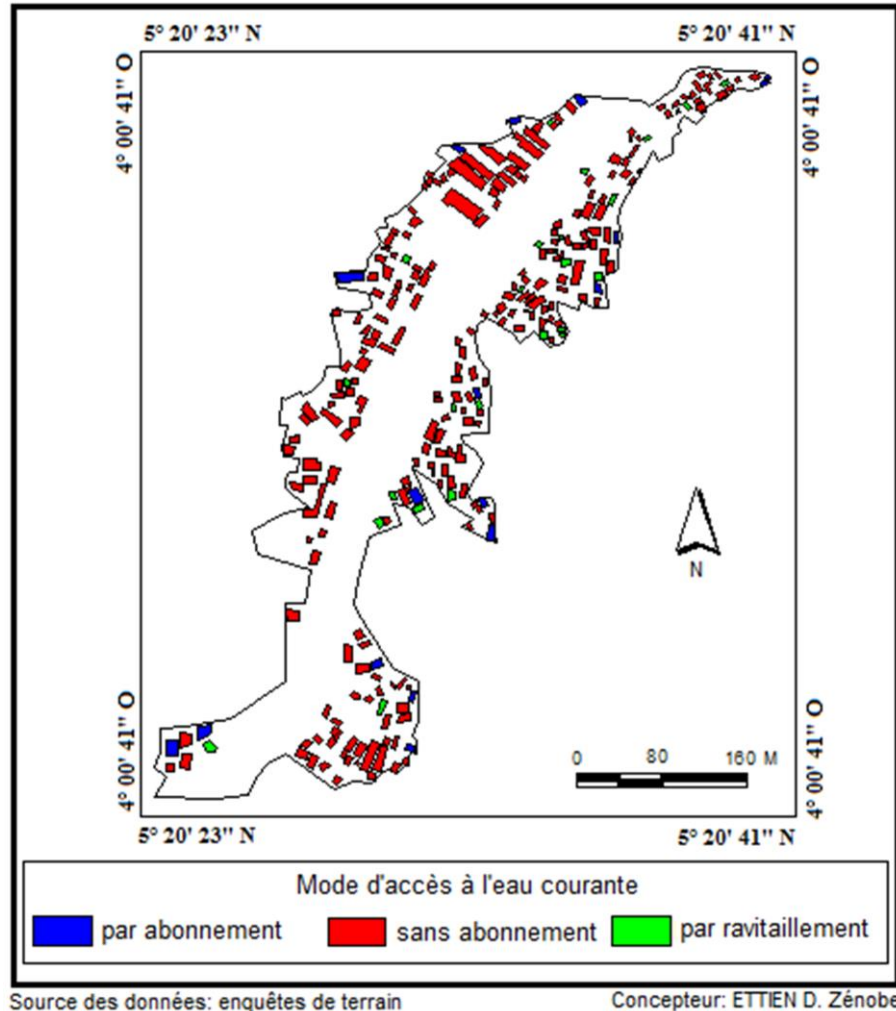 5° 20' 23'' N 5° 20' 41'' N
4° 00' 41'' O 4° 00' 41'' O
N
0 80 160 M
4° 00' 41'' O 4° 00' 41'' O
5° 20' 23'' N 5° 20' 41'' N
Mode d'accès à l'eau courante
par abonnement sans abonnement par ravitaillement
Source des données: enquêtes de terrain Concepteur: ETTIEN D. Zénobe